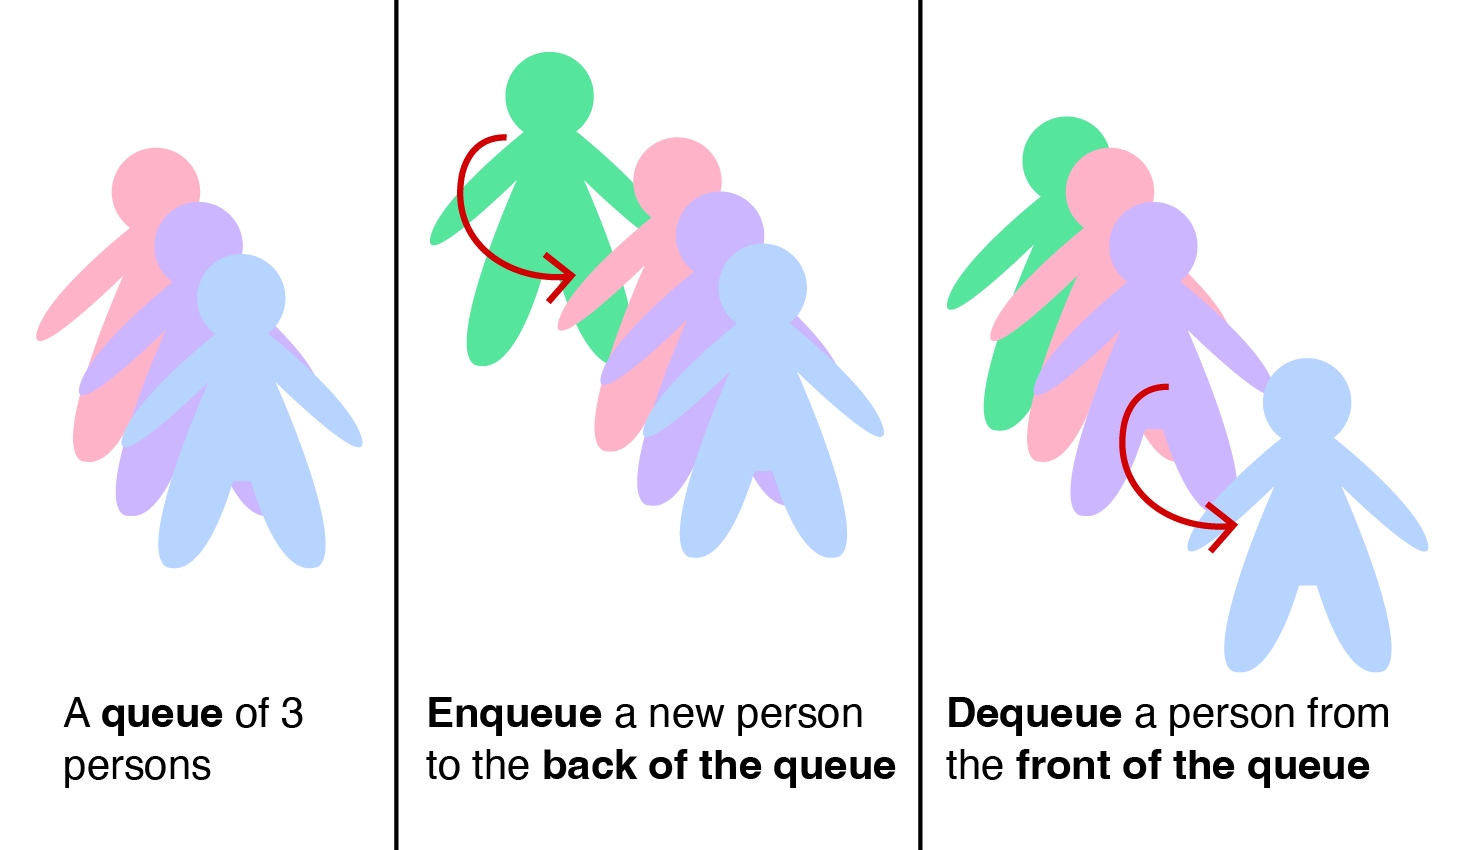 A queue of 3
persons
Enqueue a new person
to the back of the queue
Dequeue a person from
the front of the queue